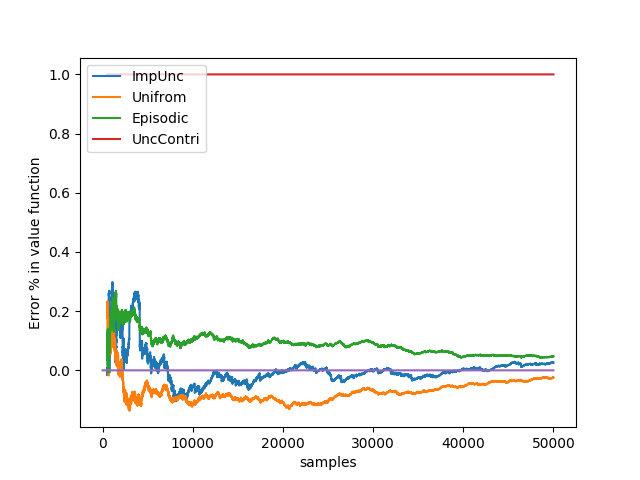 1.0
0.8
0.6
0.4
0.2
0.0
Error % in value function
ImpUnc
Unifrom
Episodic
UncContri
0 10000 20000 30000 40000 50000
samples